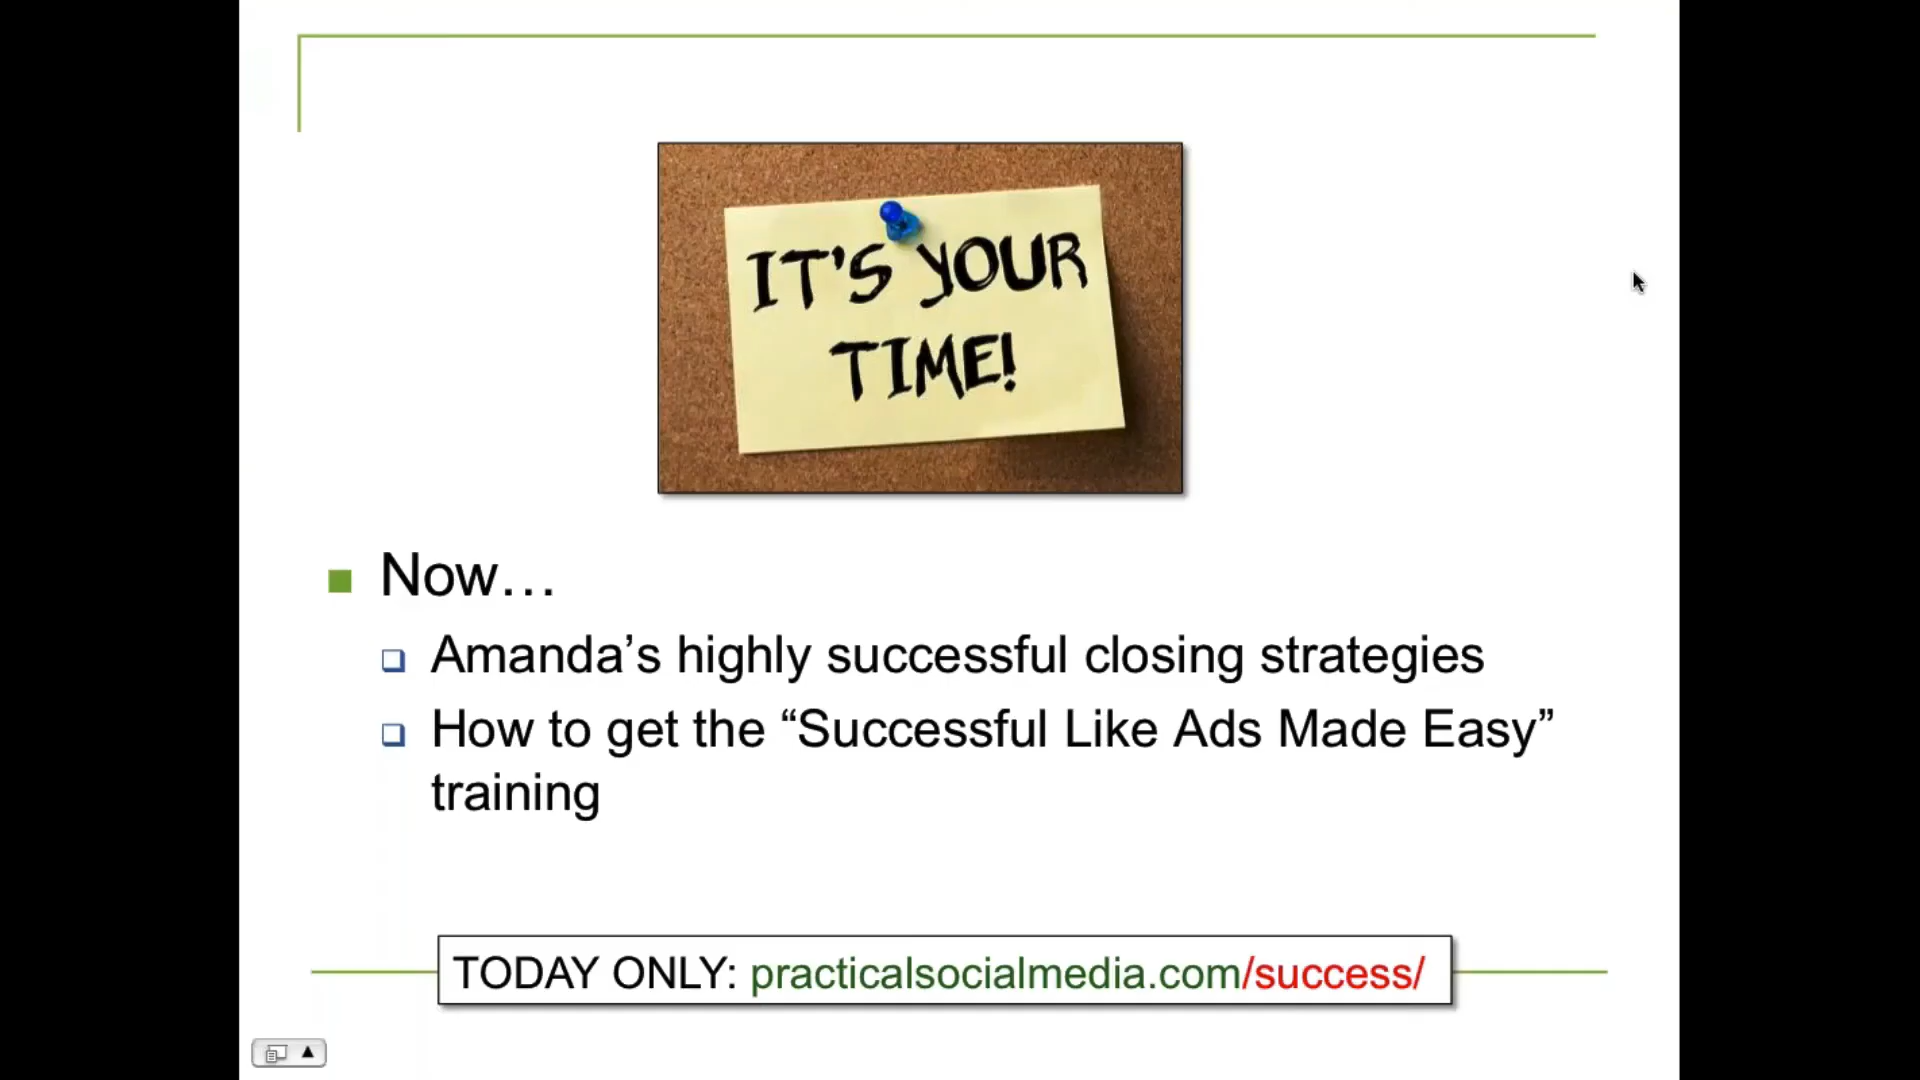 IT'S YOUR
TIME!
Now…
Amanda’s highly successful closing strategies
How to get the “Successful Like Ads Made Easy”
training
TODAY ONLY: practicalsocialmedia.com/success/